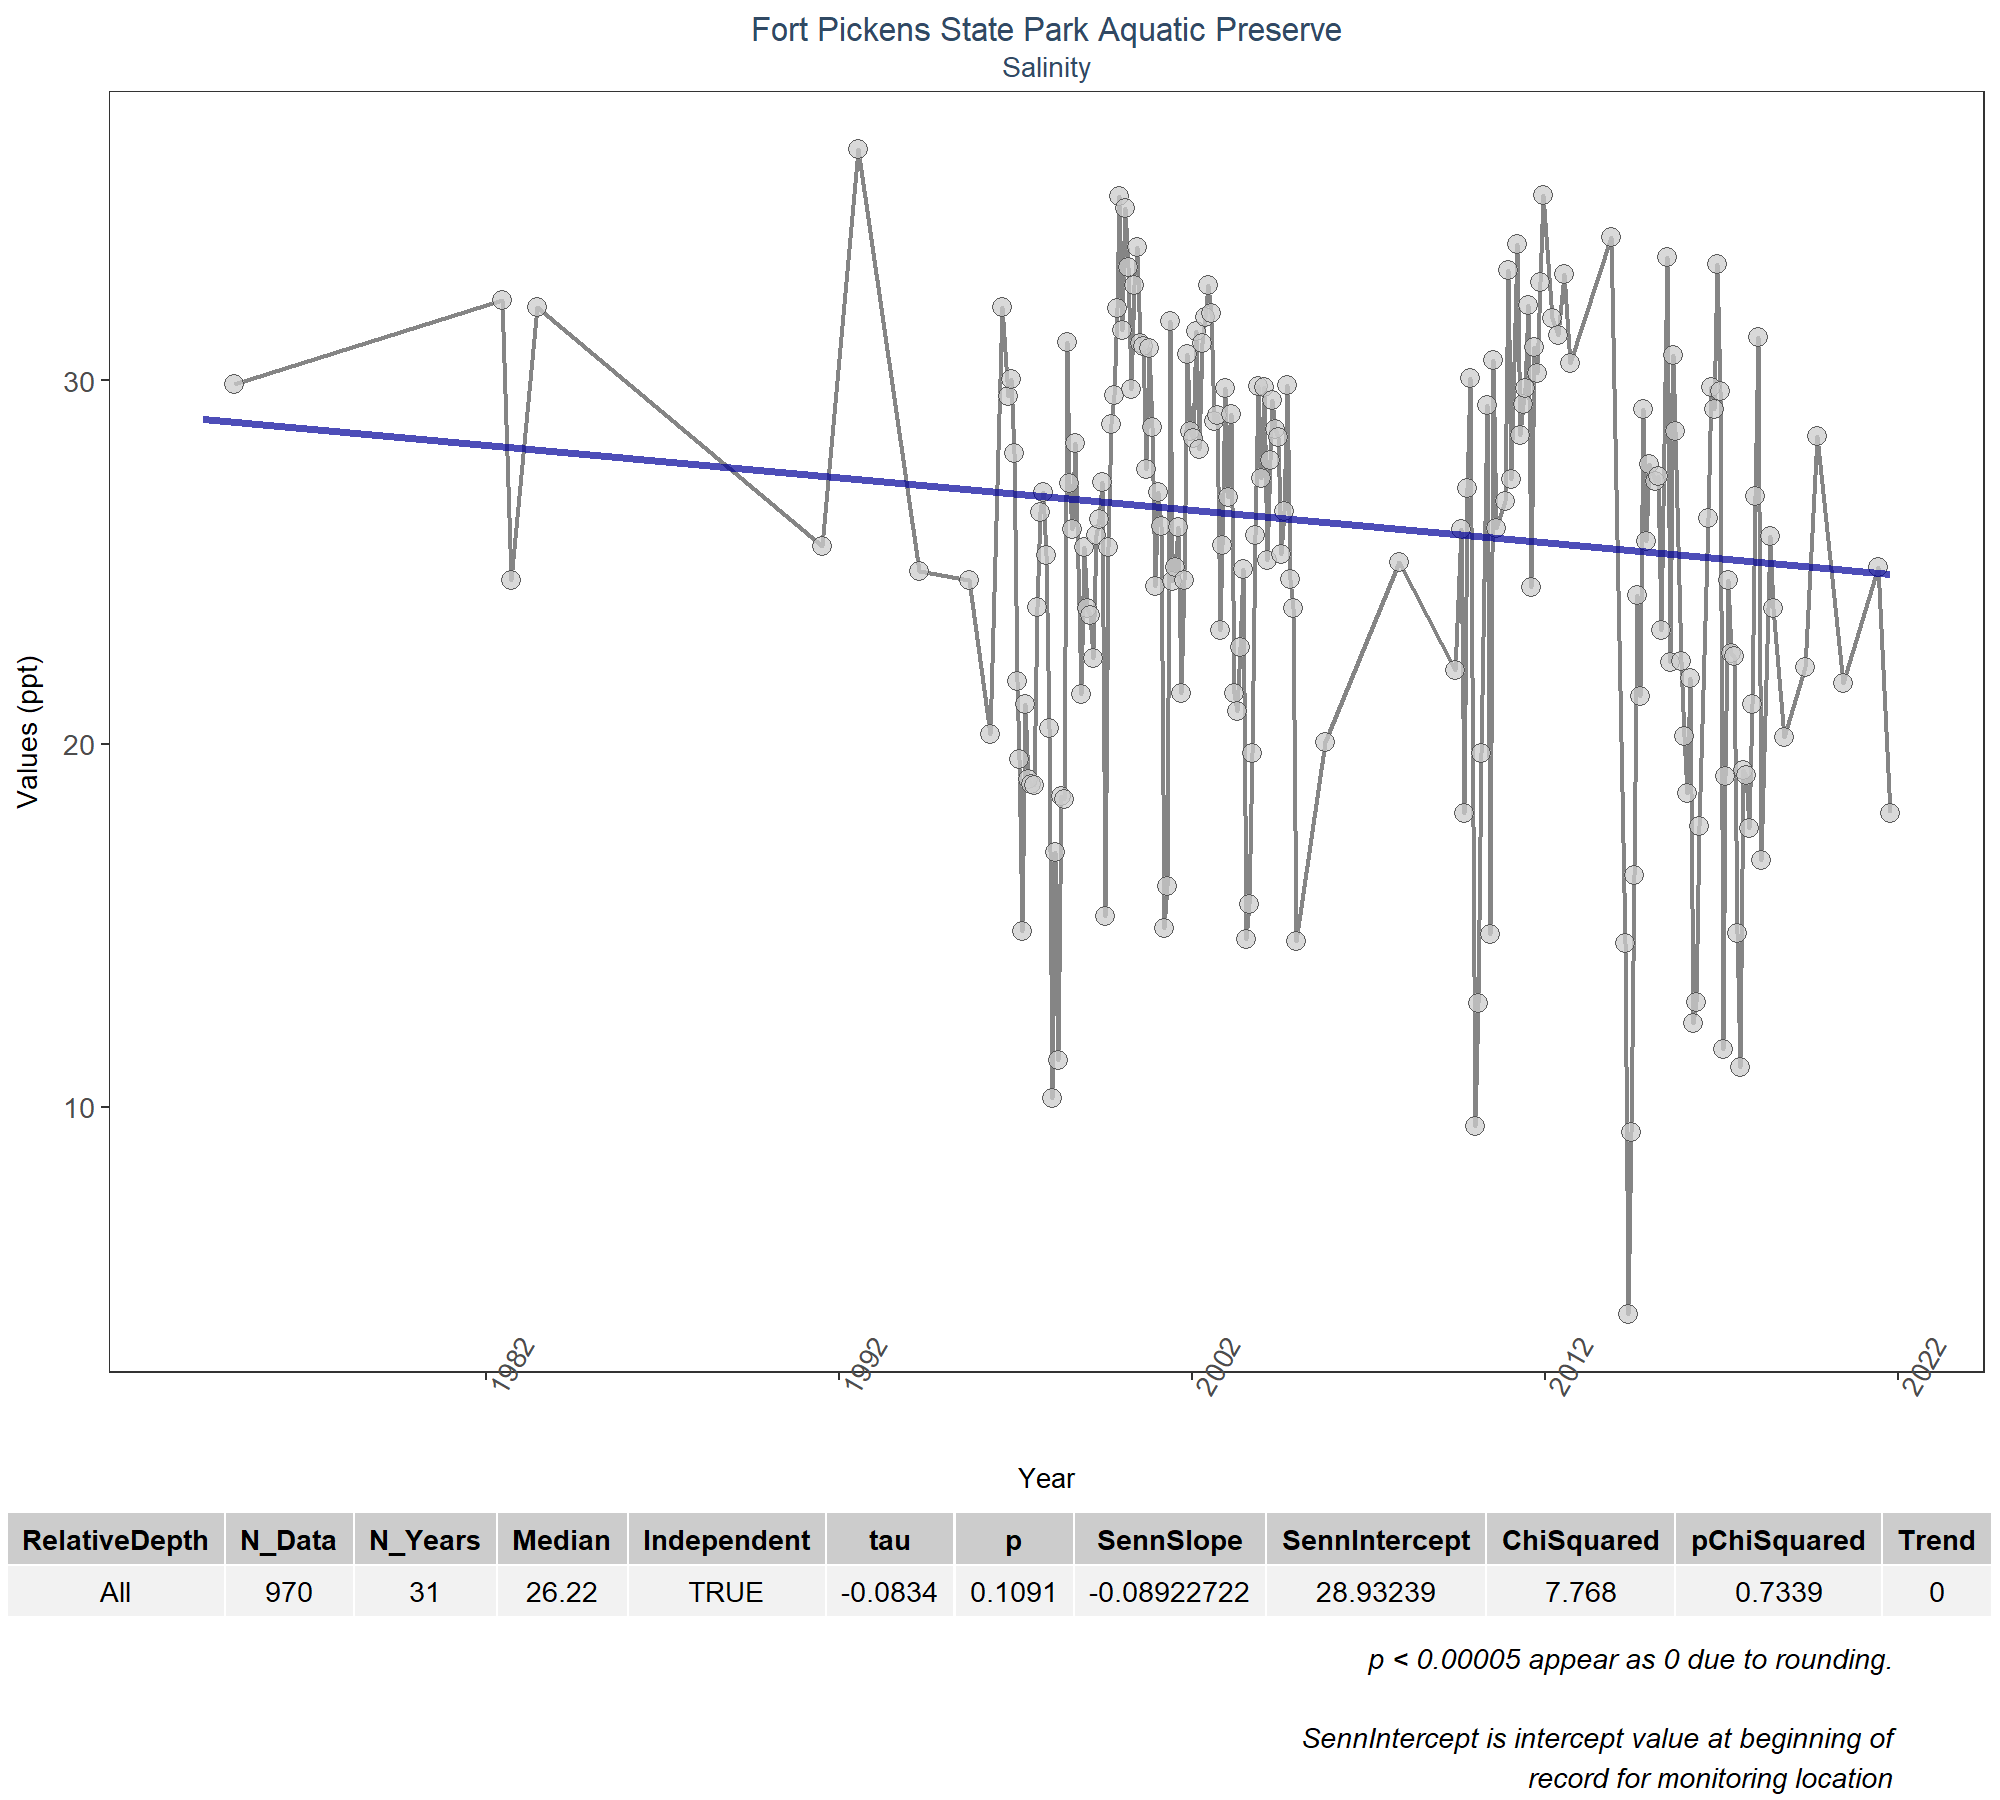 Fort Pickens State Park Aquatic Preserve
Salinity
Values (ppt)
30
20
10
1982
1992
2002
2012
2022
Year
RelativeDepth N_Data N_Years Median Independent tau p SennSlope SennIntercept ChiSquared pChiSquared Trend
All 970 31 26.22 TRUE -0.0834 0.1091 -0.08922722 28.93239 7.768 0.7339 0
p < 0.00005 appear as 0 due to rounding.
SennIntercept is intercept value at beginning of
record for monitoring location